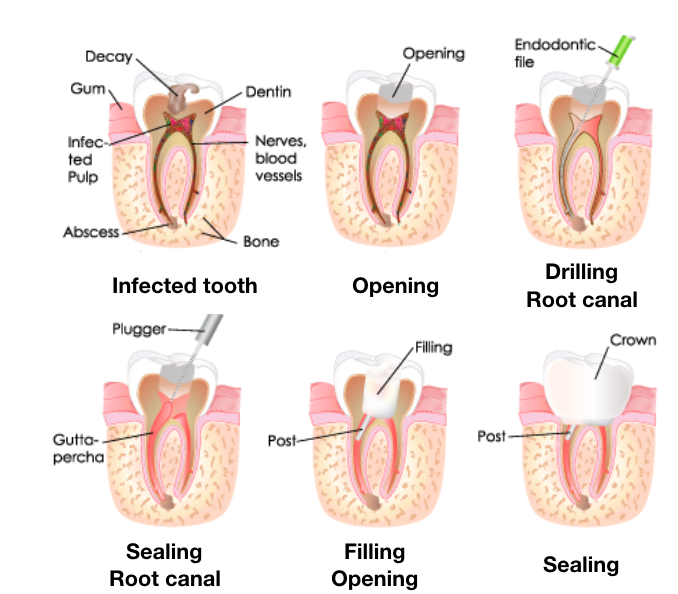 Decay
Gum
Dentin
Infec-
ted
Pulp
Nerves,
blood
vessels
Abscess
Bone
Infected tooth
Opening
Opening
Endodontic
file
Drilling
Root canal
Plugger
Gutta-
percha
Sealing
Root canal
Filling
Post
Filling
Opening
Crown
Post
Sealing